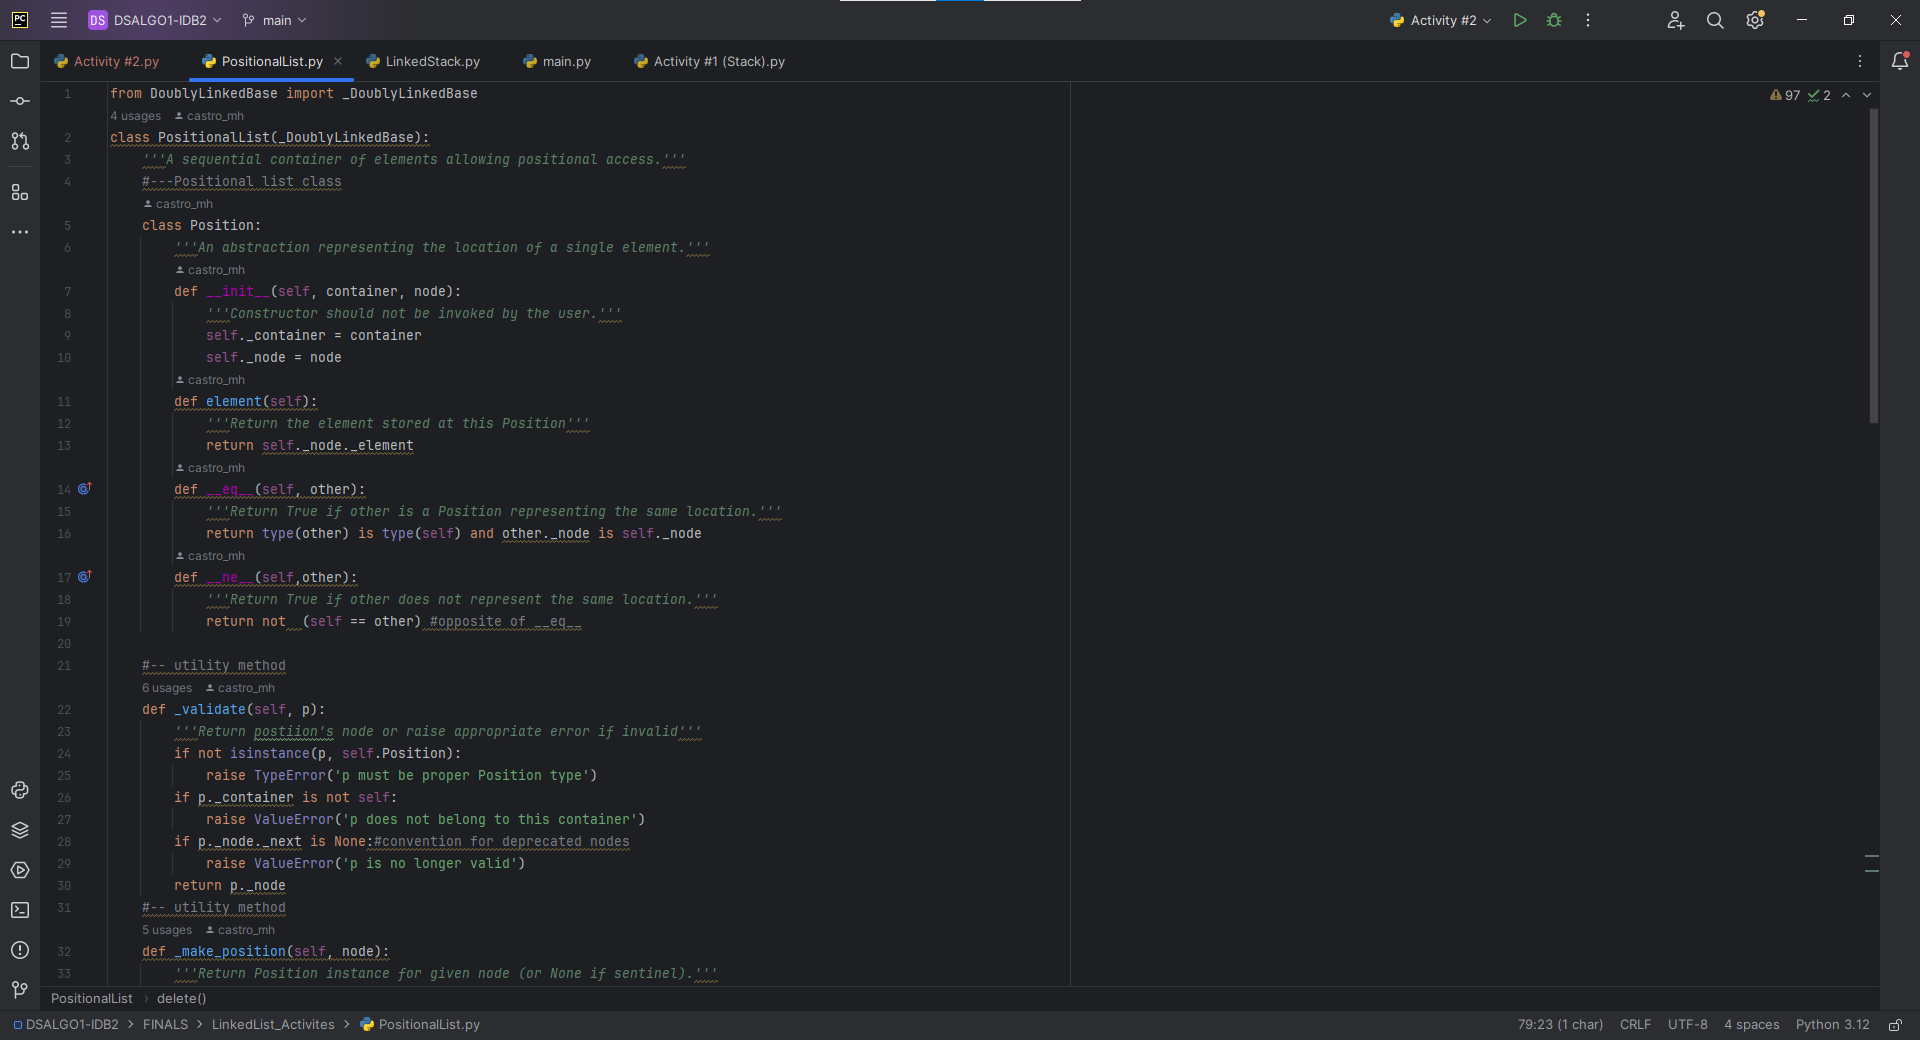 PC DS DSALGO1-IDB2 main Activity #2
Activity #2.py PositionalList.py LinkedStack.py main.py Activity #1 (Stack).py
97 2
1 from DoublyLinkedBase import _DoublyLinkedBase
4 usages castro_mh
2 class PositionalList(_DoublyLinkedBase):
3 '''A sequential container of elements allowing positional access.'''
4 #---Positional list class
castro_mh
5 class Position:
6 '''An abstraction representing the location of a single element.'''
castro_mh
7 def __init__(self, container, node):
8 '''Constructor should not be invoked by the user.'''
9 self._container = container
10 self._node = node
castro_mh
11 def element(self):
12 '''Return the element stored at this Position'''
13 return self._node._element
castro_mh
14 def __eq__(self, other):
15 '''Return True if other is a Position representing the same location.'''
16 return type(other) is type(self) and other._node is self._node
castro_mh
17 def __ne__(self,other):
18 '''Return True if other does not represent the same location.'''
19 return not  (self == other) #opposite of __eq__
20
21 #-- utility method
6 usages castro_mh
22 def _validate(self, p):
23 '''Return postiion's node or raise appropriate error if invalid'''
24 if not isinstance(p, self.Position):
25 raise TypeError('p must be proper Position type')
26 if p._container is not self:
27 raise ValueError('p does not belong to this container')
28 if p._node._next is None:#convention for deprecated nodes
29 raise ValueError('p is no longer valid')
30 return p._node
31 #-- utility method
5 usages castro_mh
32 def _make_position(self, node):
33 '''Return Position instance for given node (or None if sentinel).'''
PositionalList > delete()
DSALGO1-IDB2 > FINALS > LinkedList_Activites > PositionalList.py 79:23 (1 char) CRLF UTF-8 4 spaces Python 3.12